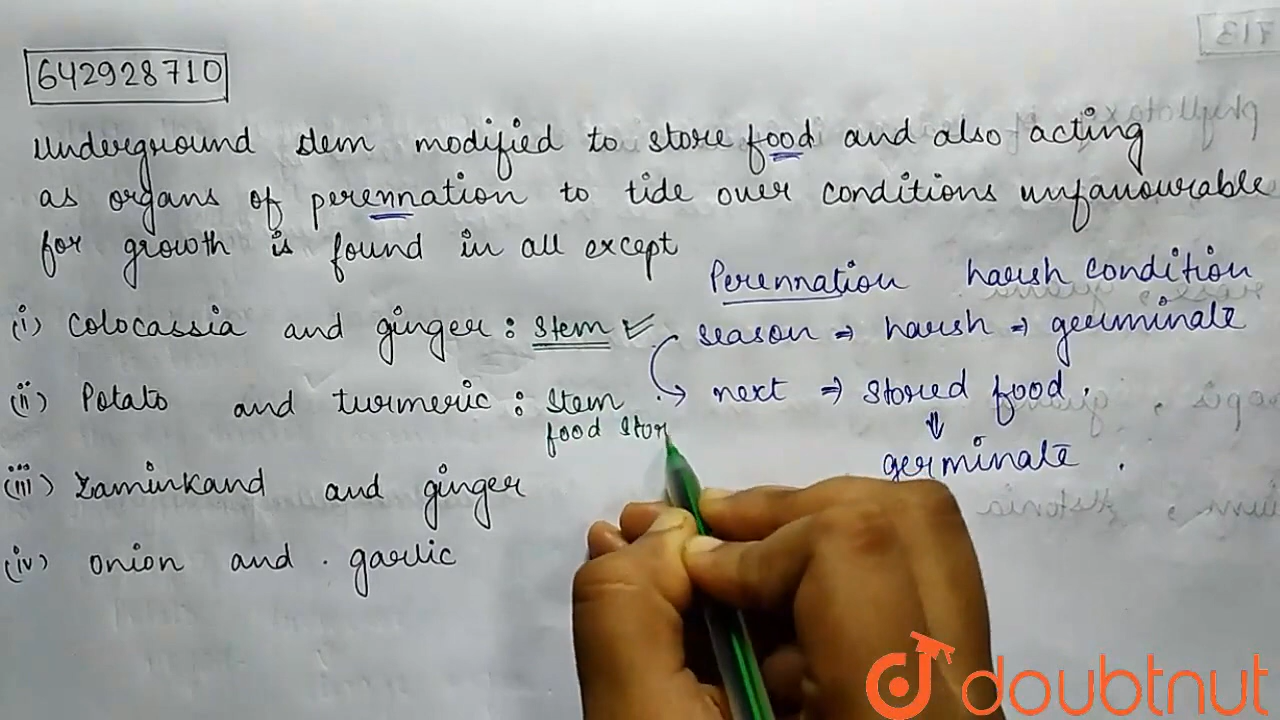 642928710
underground stem modified to store food and also acting
as organs of perennation to tide over conditions unfavourable
for growth is found in all except
(i) Colocassia and ginger : stem ✓
(ii) Potato and turmeric : stem
food stor
(iii) Zaminkand and ginger
(iv) onion and . garlic
Perennation harsh condition
season ⇒ harsh ⇒ germinate
→ next ⇒ stored food .
⇓
germinate .
doubtnut